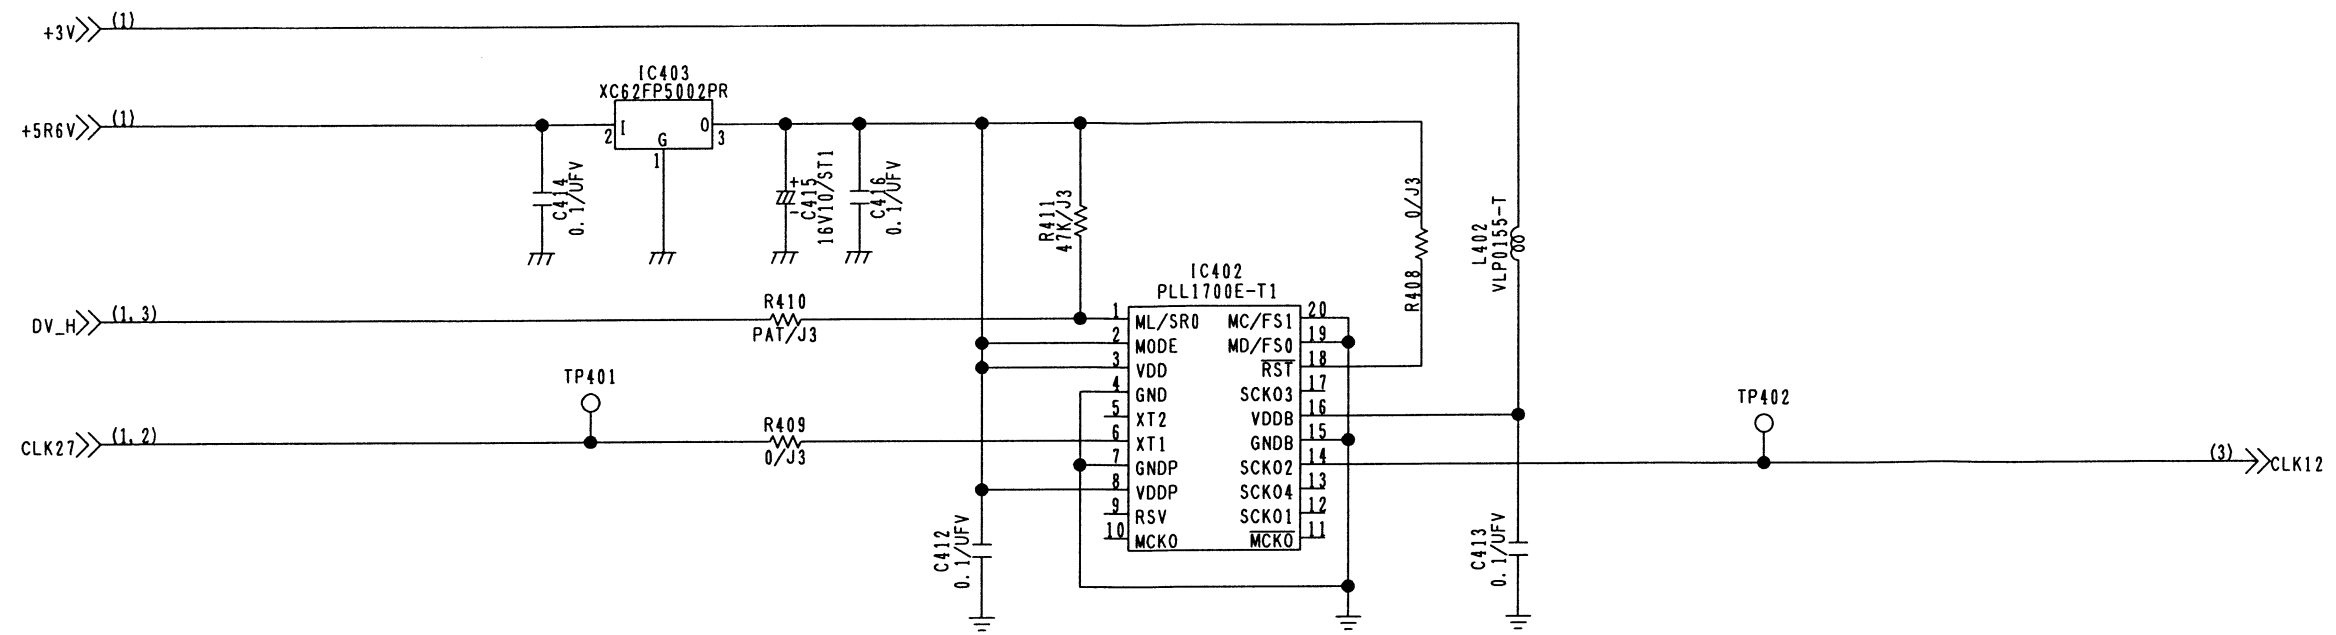 +3V
(1)
IC403
XC62FP5002PR
+5R6V
(1)
2
I
G
1
O
3
C414
0.1/UFV
+
-
C415
16V10/ST1
C416
0.1/UFV
R411
47K/J3
0/J3
R408
L402
VLP0155-T
DV_H
(1,3)
R410
PAT/J3
IC402
PLL1700E-T1
1
ML/SR0
MC/FS1
20
2
MODE
MD/FS0
19
3
VDD
RST
18
4
GND
SCKO3
17
5
XT2
VDDB
16
6
XT1
GNDB
15
7
GNDP
SCKO2
14
8
VDDP
SCKO4
13
9
RSV
SCKO1
12
10
MCKO
MCKO
11
TP401
CLK27
(1,2)
R409
0/J3
TP402
(3)
CLK12
C412
0.1/UFV
C413
0.1/UFV